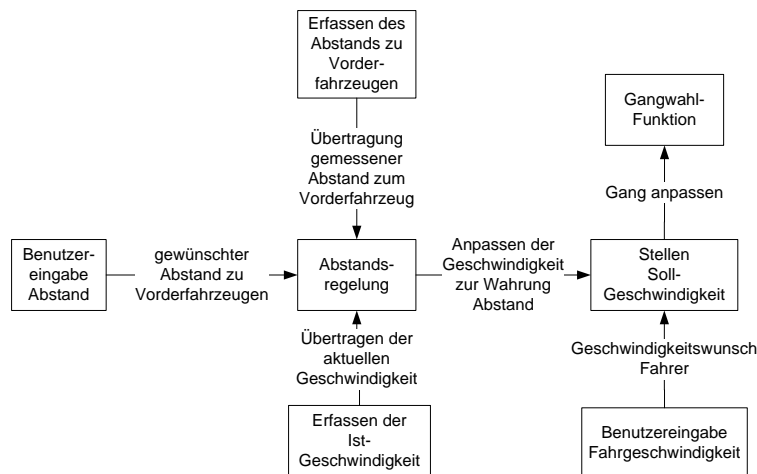 Erfassen des
Abstands zu
Vorder-
fahrzeugen
Gangwahl-
Funktion
Übertragung
gemessener
Abstand zum
Vorderfahrzeug
Gang anpassen
Benutzer-
eingabe
Abstand
gewünschter
Abstand zu
Vorderfahrzeugen
Abstands-
regelung
Anpassen der
Geschwindigkeit
zur Wahrung
Abstand
Stellen
Soll-
Geschwindigkeit
Übertragen der
aktuellen
Geschwindigkeit
Geschwindigkeitswunsch
Fahrer
Erfassen der
Ist-
Geschwindigkeit
Benutzereingabe
Fahrgeschwindigkeit